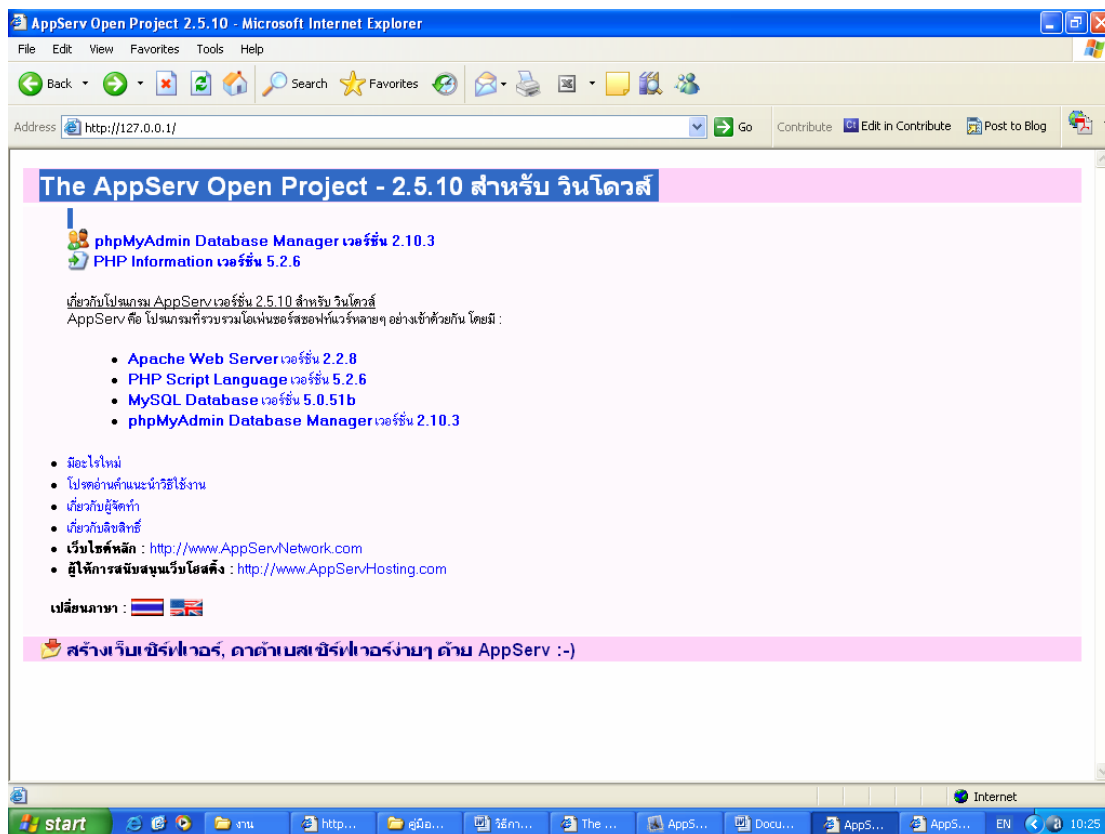 AppServ Open Project 2.5.10 - Microsoft Internet Explorer
File Edit View Favorites Tools Help
Back Search Favorites
Address http://127.0.0.1/ Go Contribute Edit in Contribute Post to Blog
The AppServ Open Project - 2.5.10 สำหรับ วินโดวส์
phpMyAdmin Database Manager เวอร์ชั่น 2.10.3
PHP Information เวอร์ชั่น 5.2.6
เกี่ยวกับโปรแกรม AppServ เวอร์ชั่น 2.5.10 สำหรับ วินโดวส์
AppServ คือ โปรแกรมที่รวบรวมโอเพ่นซอร์สซอฟท์แวร์หลายๆ อย่างเข้าด้วยกัน โดยมี :
Apache Web Server เวอร์ชั่น 2.2.8
PHP Script Language เวอร์ชั่น 5.2.6
MySQL Database เวอร์ชั่น 5.0.51b
phpMyAdmin Database Manager เวอร์ชั่น 2.10.3
มีอะไรใหม่
โปรดอ่านคำแนะนำวิธีใช้งาน
เกี่ยวกับผู้จัดทำ
เกี่ยวกับลิขสิทธิ์
เว็บไซต์หลัก : http://www.AppServNetwork.com
ผู้ให้การสนับสนุนเว็บโฮสติ้ง : http://www.AppServHosting.com
เปลี่ยนภาษา :
สร้างเว็บเซิร์ฟเวอร์, ดาต้าเบสเซิร์ฟเวอร์ง่ายๆ ด้วย AppServ :-)
Internet
start งาน http... คู่มือ... วิธีกา... The ... AppS... Docu... AppS... AppS... EN 10:25